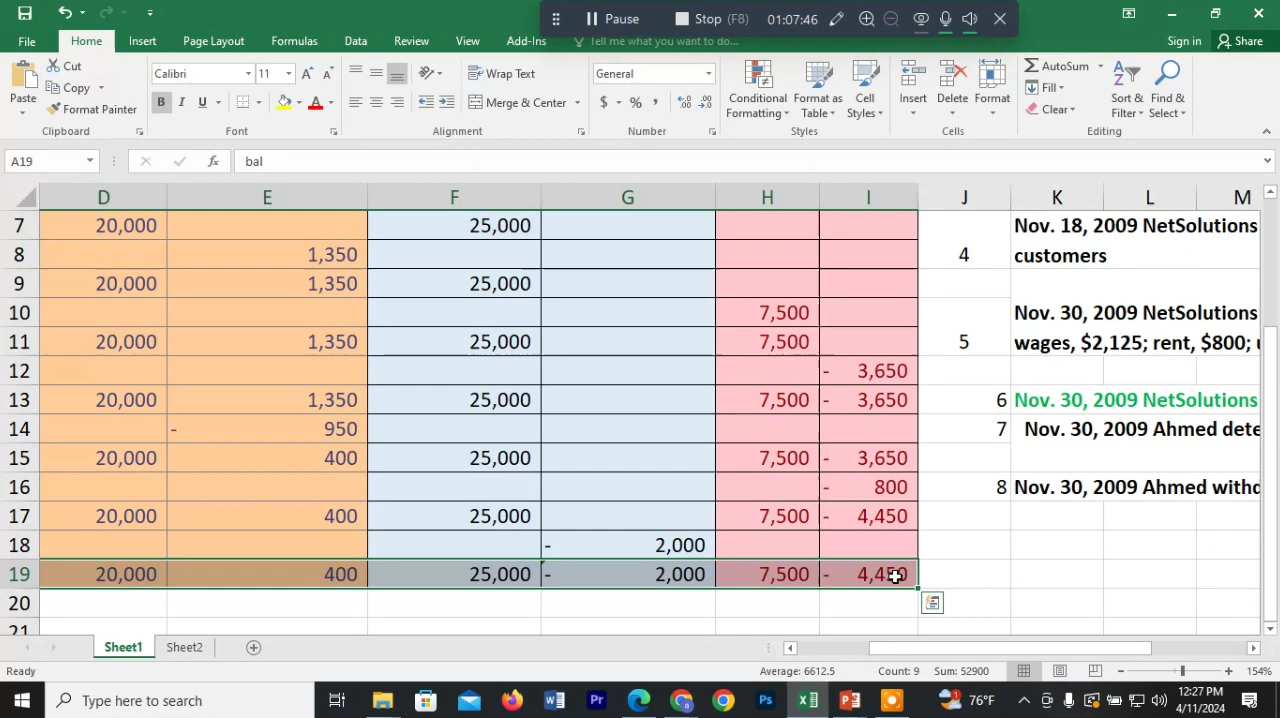 Pause Stop (F8) 01:07:46
File Home Insert Page Layout Formulas Data Review View Add-Ins Tell me what you want to do... Sign in Share
Paste Cut Calibri 11 Wrap Text General AutoSum
Copy Fill
Format Painter B I U A Merge & Center $ % , Conditional Formatting Format as Table Cell Styles Insert Delete Format Clear Sort & Filter Find & Select
Clipboard Font Alignment Number Styles Cells Editing
A19 fx bal
D E F G H I J K L M
7 20,000 25,000 Nov. 18, 2009 NetSolutions
8 1,350 4 customers
9 20,000 1,350 25,000
10 7,500 Nov. 30, 2009 NetSolutions
11 20,000 1,350 25,000 7,500 5 wages, $2,125; rent, $800; u
12 - 3,650
13 20,000 1,350 25,000 7,500 - 3,650 6 Nov. 30, 2009 NetSolutions
14 - 950 7 Nov. 30, 2009 Ahmed dete
15 20,000 400 25,000 7,500 - 3,650
16 - 800 8 Nov. 30, 2009 Ahmed withd
17 20,000 400 25,000 7,500 - 4,450
18 - 2,000
19 20,000 400 25,000 - 2,000 7,500 - 4,450
20
21
Sheet1 Sheet2
Ready Average: 6612.5 Count: 9 Sum: 52900 154%
Type here to search 76°F 12:27 PM
4/11/2024